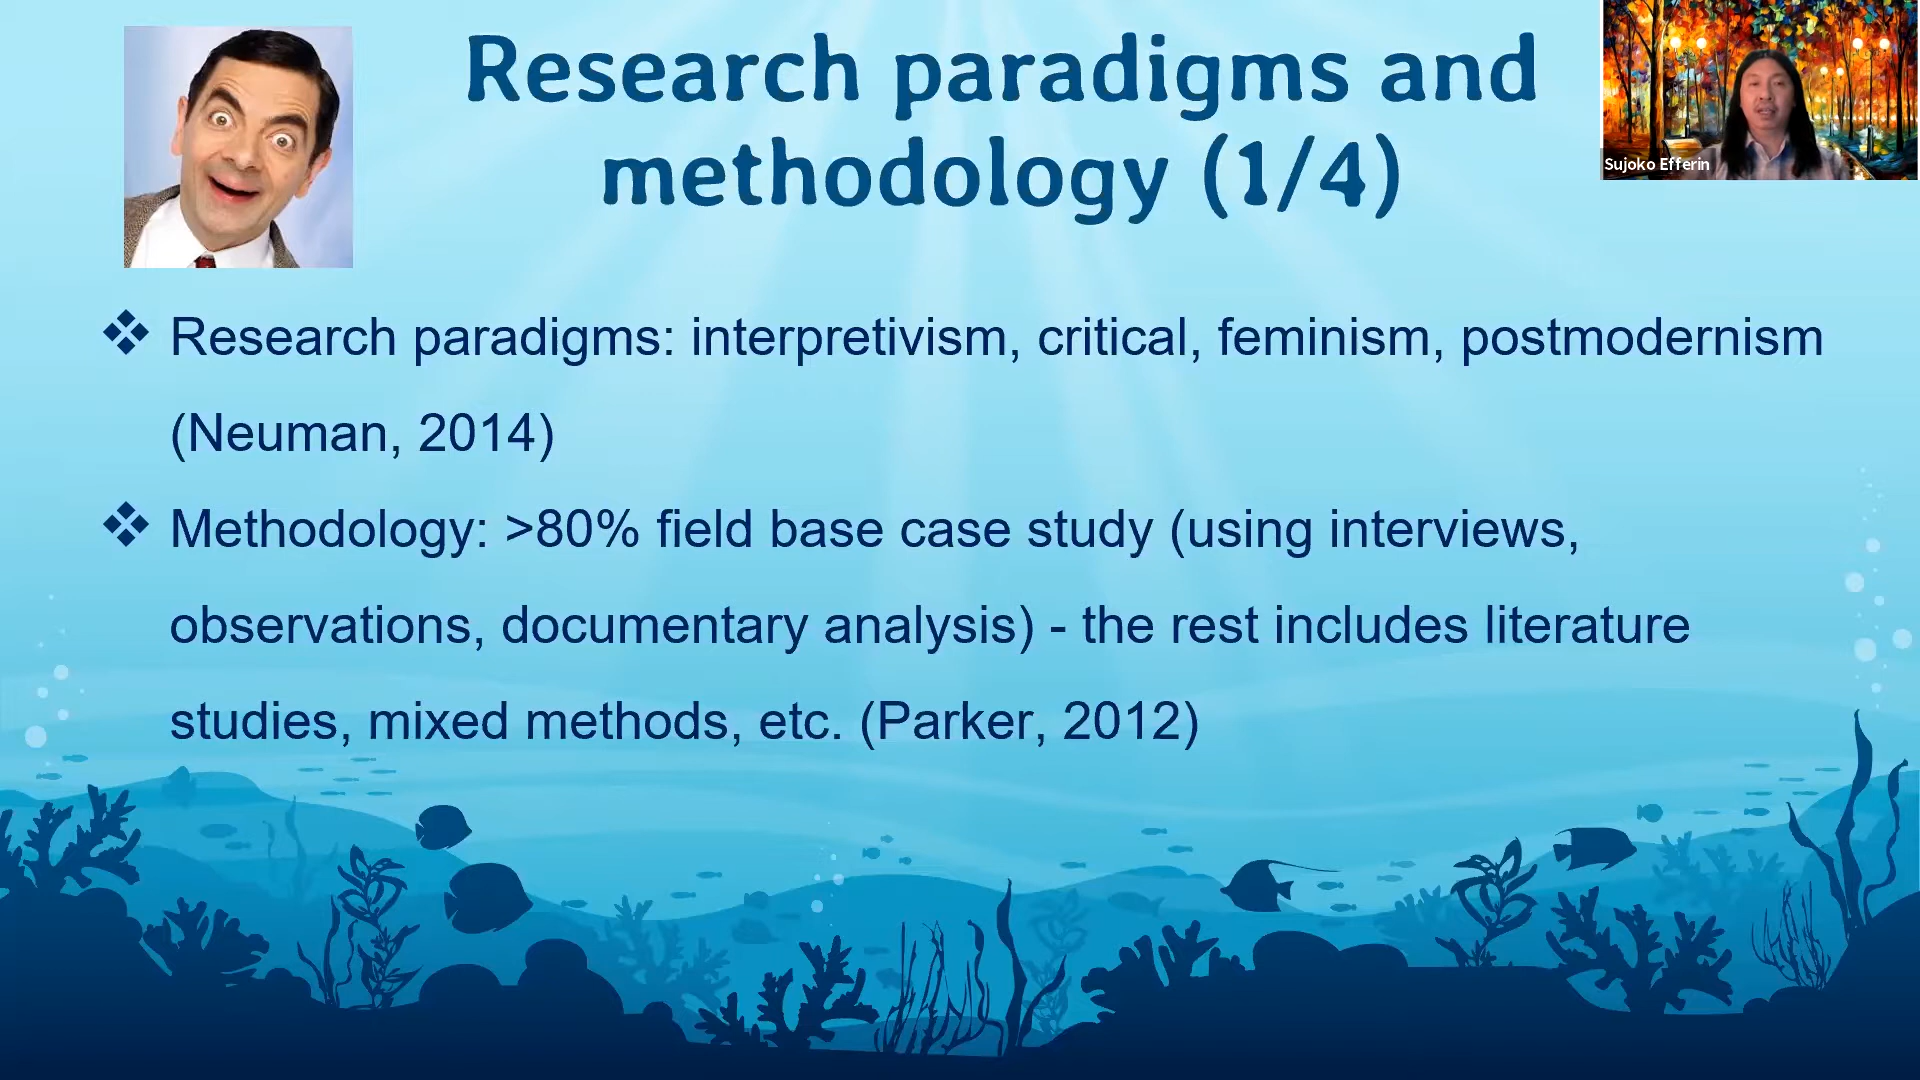 Research paradigms and
methodology (1/4)
Sujoko Efferin
❖ Research paradigms: interpretivism, critical, feminism, postmodernism
(Neuman, 2014)
❖ Methodology: >80% field base case study (using interviews,
observations, documentary analysis) - the rest includes literature
studies, mixed methods, etc. (Parker, 2012)